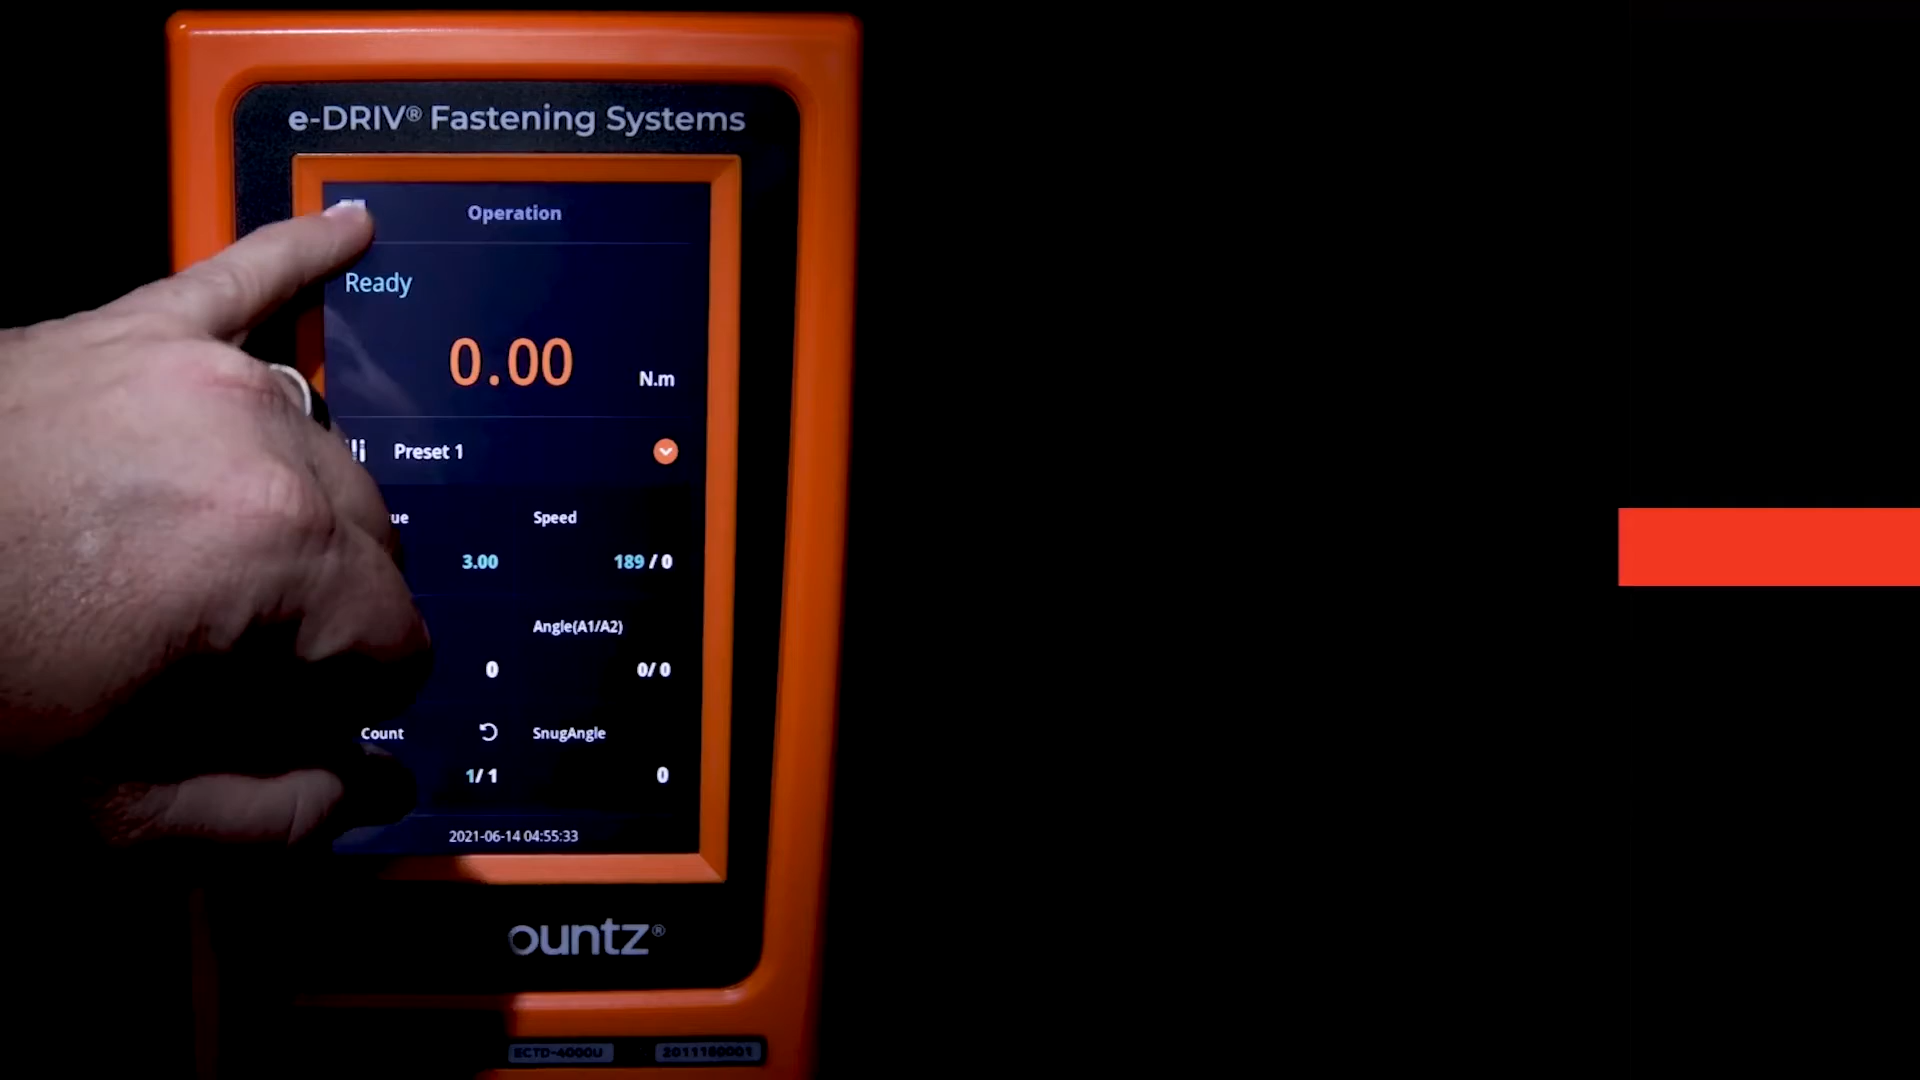 e-DRIV® Fastening Systems
Operation
Ready
0.00
N.m
Preset 1
ue Speed
3.00 189 / 0
Angle(A1/A2)
0 0/ 0
Count SnugAngle
1/ 1 0
2021-06-14 04:55:33
ountz®
ECTD-4000U